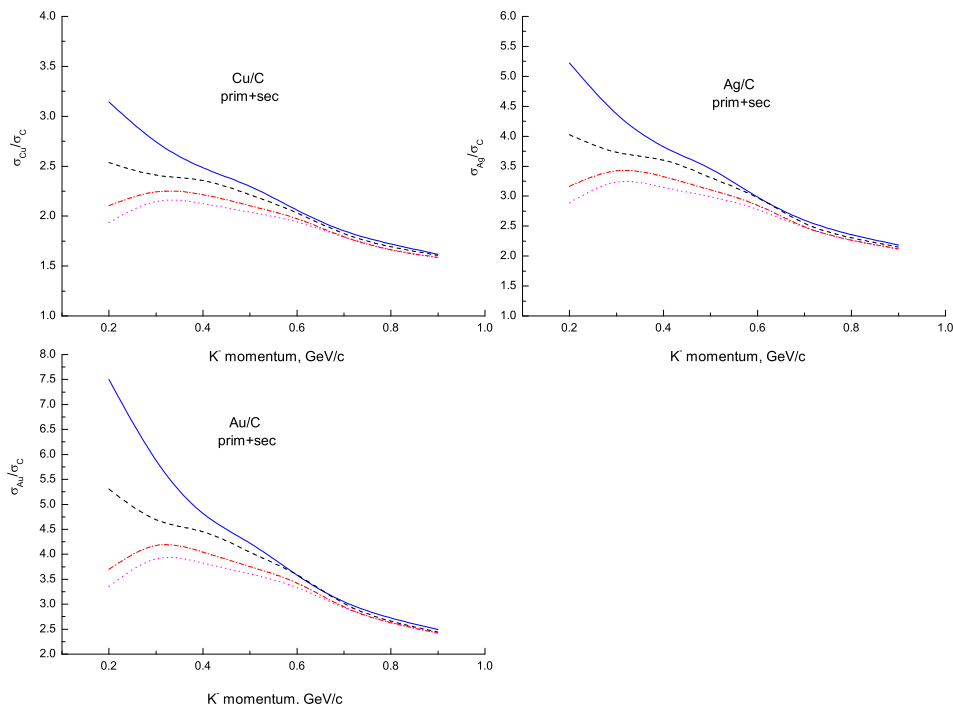 4.0
3.5
3.0
2.5
2.0
1.5
1.0
σCu/σC
Cu/C
prim+sec
0.2 0.4 0.6 0.8 1.0
K- momentum, GeV/c
6.0
5.5
5.0
4.5
4.0
3.5
3.0
2.5
2.0
1.5
1.0
σAg/σC
Ag/C
prim+sec
0.2 0.4 0.6 0.8 1.0
K- momentum, GeV/c
8.0
7.5
7.0
6.5
6.0
5.5
5.0
4.5
4.0
3.5
3.0
2.5
2.0
σAu/σC
Au/C
prim+sec
0.2 0.4 0.6 0.8 1.0
K- momentum, GeV/c